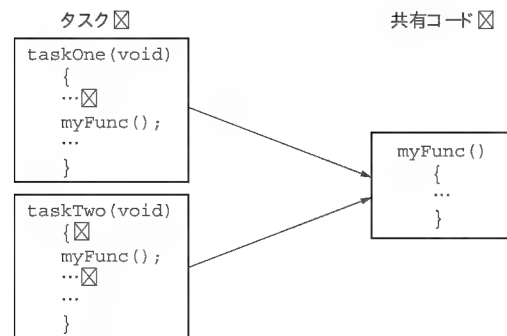 タスク
共有コード
taskOne(void)
{
…
myFunc();
…
}
taskTwo(void)
{
myFunc();
…
…
}
myFunc()
{
…
}